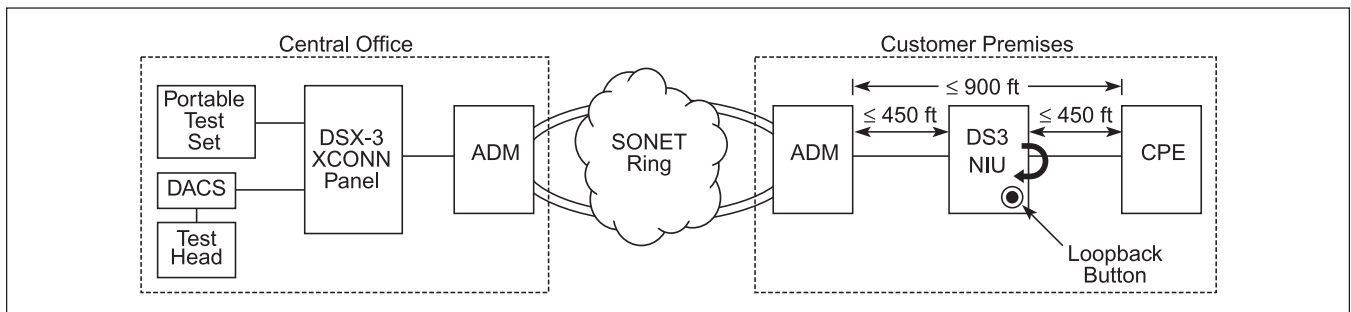 Central Office
Customer Premises
Portable
Test
Set
DACS
Test
Head
DSX-3
XCONN
Panel
ADM
SONET
Ring
ADM
≤ 900 ft
≤ 450 ft
≤ 450 ft
DS3
NIU
CPE
Loopback
Button